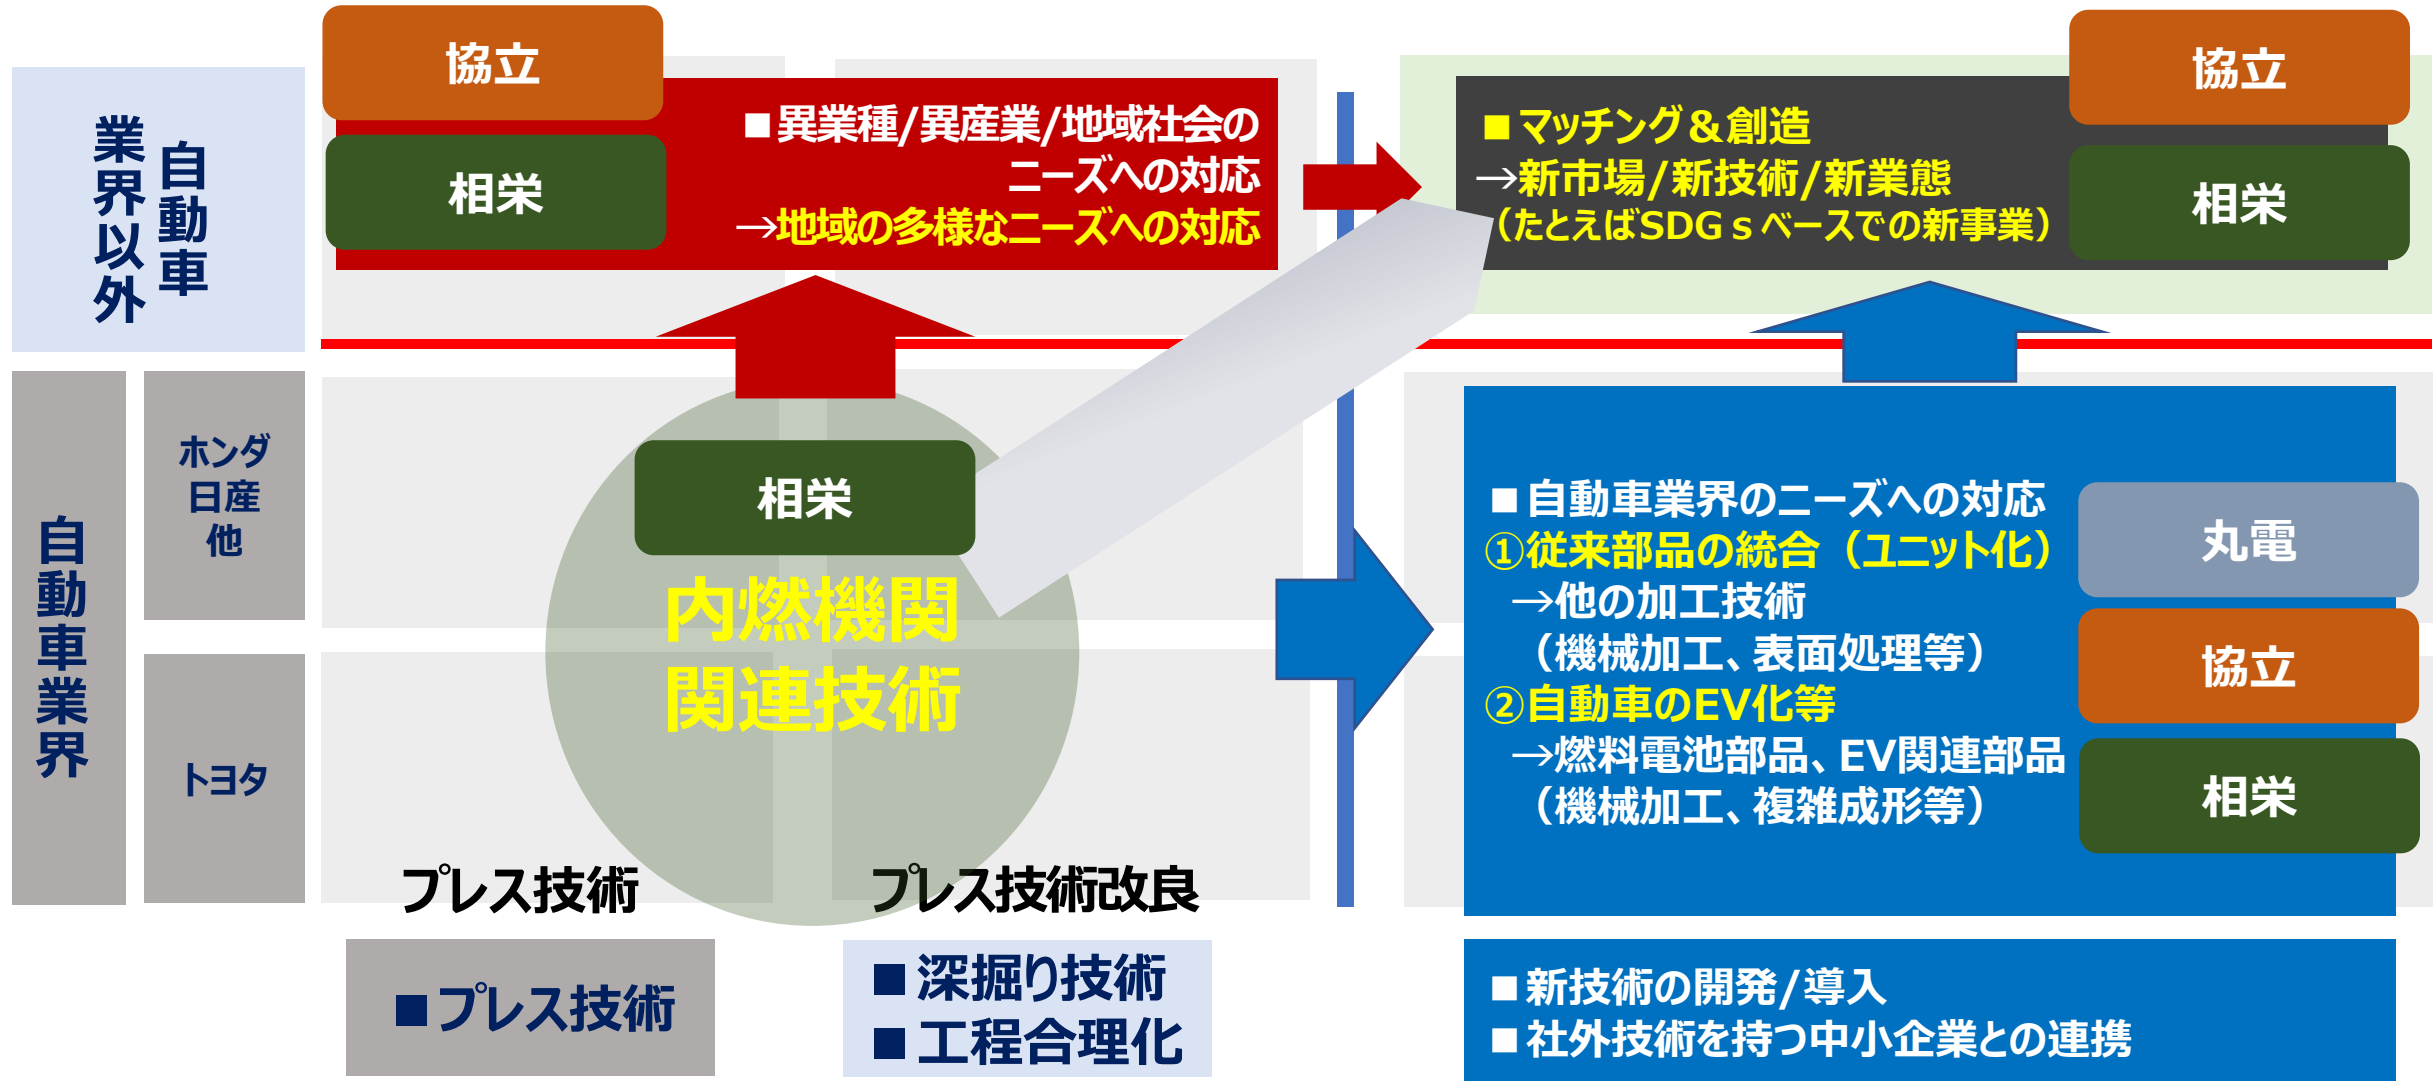 協立
相栄
自動車
業界以外
■異業種/異産業/地域社会の
ニーズへの対応
→地域の多様なニーズへの対応
■マッチング＆創造
→新市場/新技術/新業態
（たとえばSDGｓベースでの新事業）
協立
相栄
自動車業界
ホンダ
日産
他
トヨタ
相栄
内燃機関
関連技術
■自動車業界のニーズへの対応
①従来部品の統合（ユニット化）
→他の加工技術
（機械加工、表面処理等）
②自動車のEV化等
→燃料電池部品、EV関連部品
（機械加工、複雑成形等）
丸電
協立
相栄
プレス技術
プレス技術改良
■プレス技術
■深掘り技術
■工程合理化
■新技術の開発/導入
■社外技術を持つ中小企業との連携